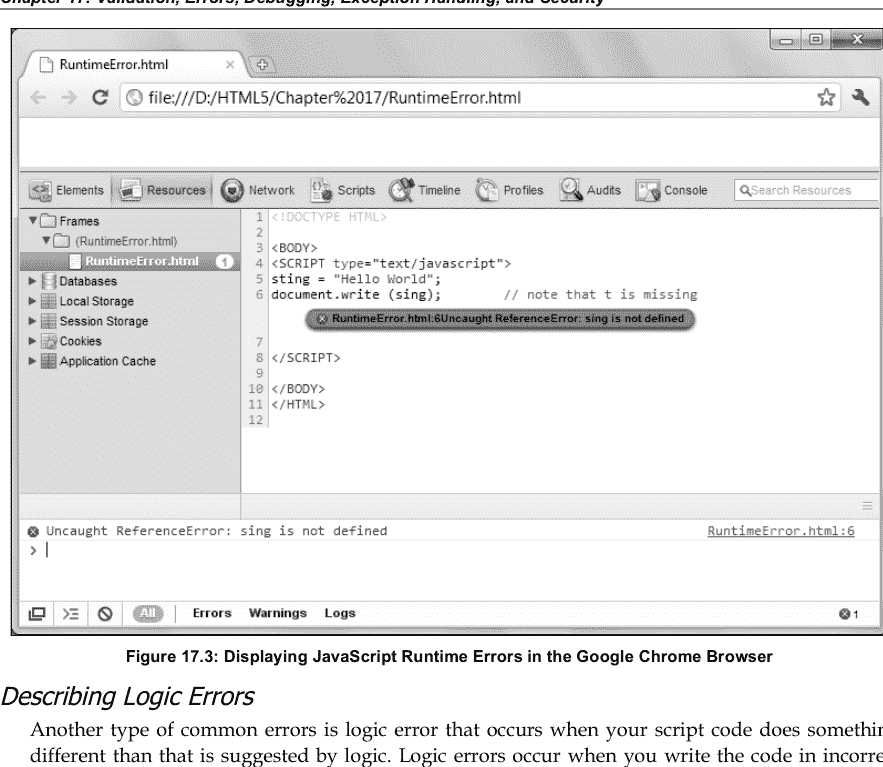 Chapter 17: Validation, Errors, Debugging, Exception Handling, and Security
RuntimeError.html
file:///D:/HTML5/Chapter%2017/RuntimeError.html
Elements Resources Network Scripts Timeline Profiles Audits Console Search Resources
Frames
(RuntimeError.html)
RuntimeError.html 1
Databases
Local Storage
Session Storage
Cookies
Application Cache
1 <!DOCTYPE HTML>
2
3 <BODY>
4 <SCRIPT type="text/javascript">
5 sting = "Hello World";
6 document.write (sing); // note that t is missing
RuntimeError.html:6Uncaught ReferenceError: sing is not defined
7
8 </SCRIPT>
9
10 </BODY>
11 </HTML>
12
Uncaught ReferenceError: sing is not defined RuntimeError.html:6
>
All Errors Warnings Logs 1
Figure 17.3: Displaying JavaScript Runtime Errors in the Google Chrome Browser
Describing Logic Errors
Another type of common errors is logic error that occurs when your script code does somethin
different than that is suggested by logic. Logic errors occur when you write the code in incorre